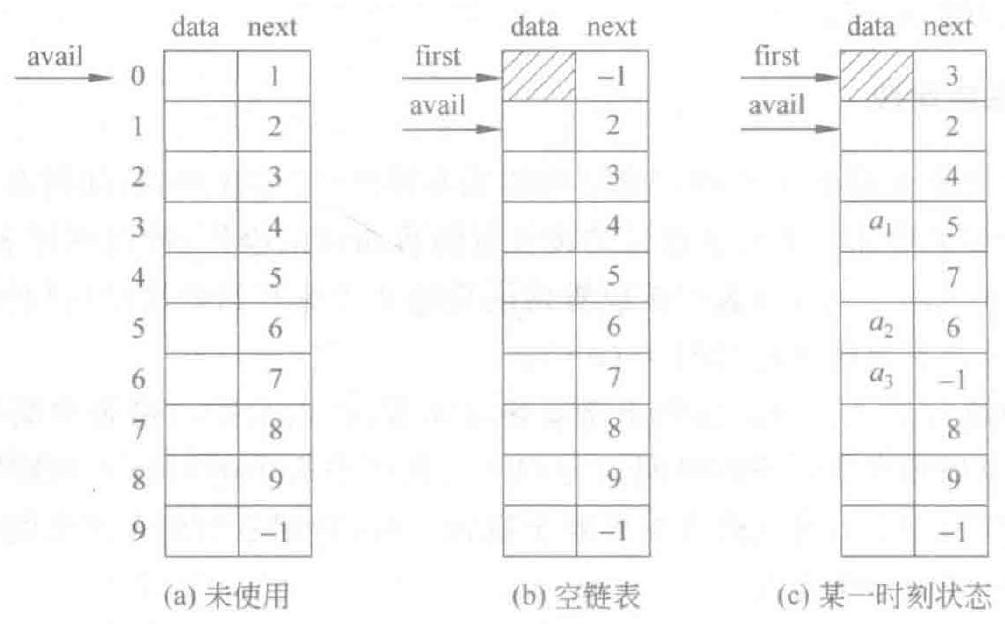 data next data next data next
avail first first
0 1 -1 3
avail avail
1 2 2 2
2 3 3 4
3 4 4 a₁ 5
4 5 5 7
5 6 6 a₂ 6
6 7 7 a₃ -1
7 8 8 8
8 9 9 9
9 -1 -1 -1
(a) 未使用 (b) 空链表 (c) 某一时刻状态